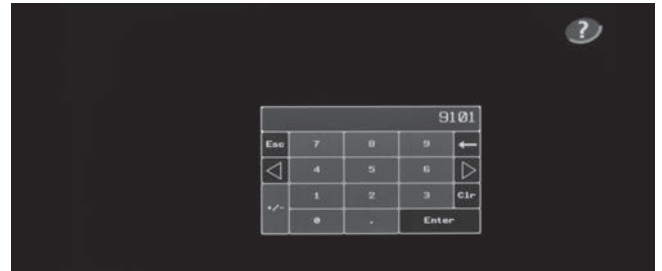 ?
9101
Esc 7 8 9 ←
◁ 4 5 6 ▷
+/- 1 2 3 Clr
0 . Enter